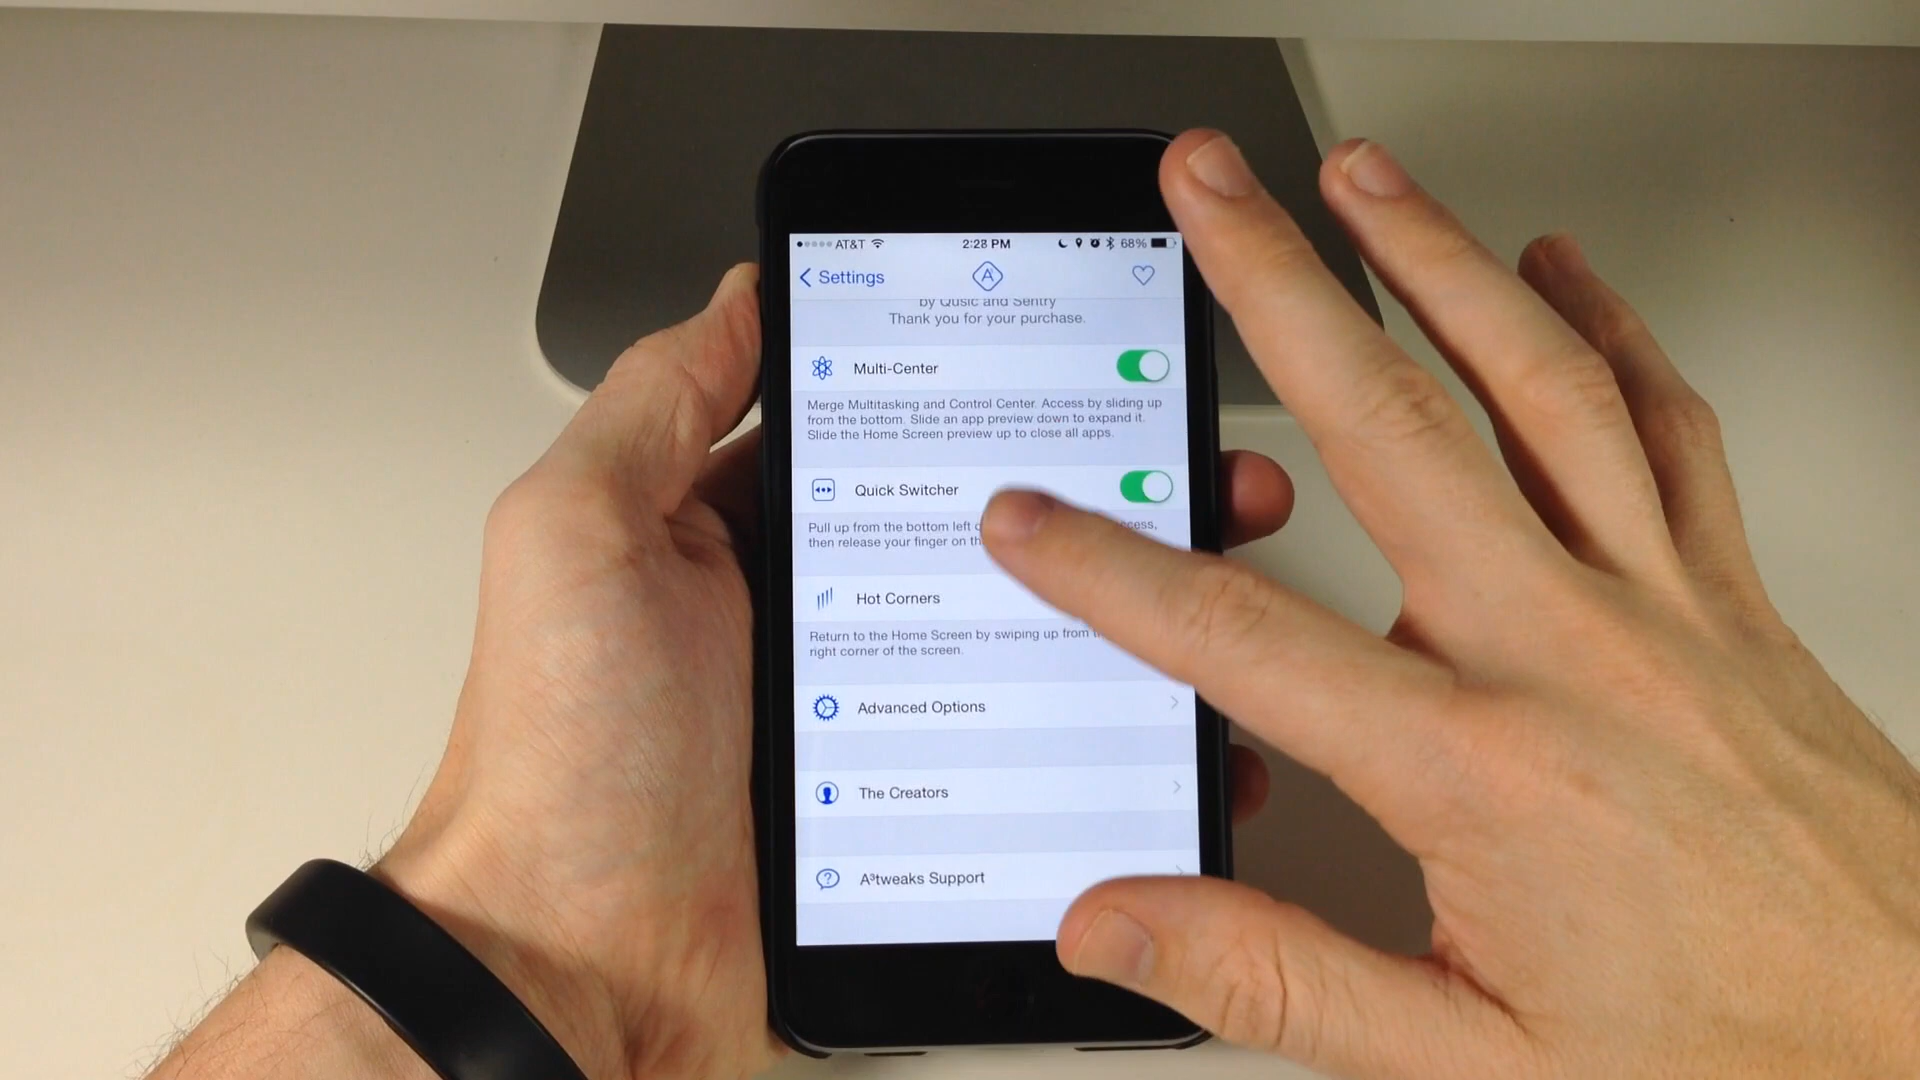 AT&T 2:28 PM 68%
Settings
by Qusic and Sentry
Thank you for your purchase.
Multi-Center
Merge Multitasking and Control Center. Access by sliding up
from the bottom. Slide an app preview down to expand it.
Slide the Home Screen preview up to close all apps.
Quick Switcher
Pull up from the bottom left
then release your finger on
Hot Corners
Return to the Home Screen by swiping up from
right corner of the screen.
Advanced Options
The Creators
A³tweaks Support